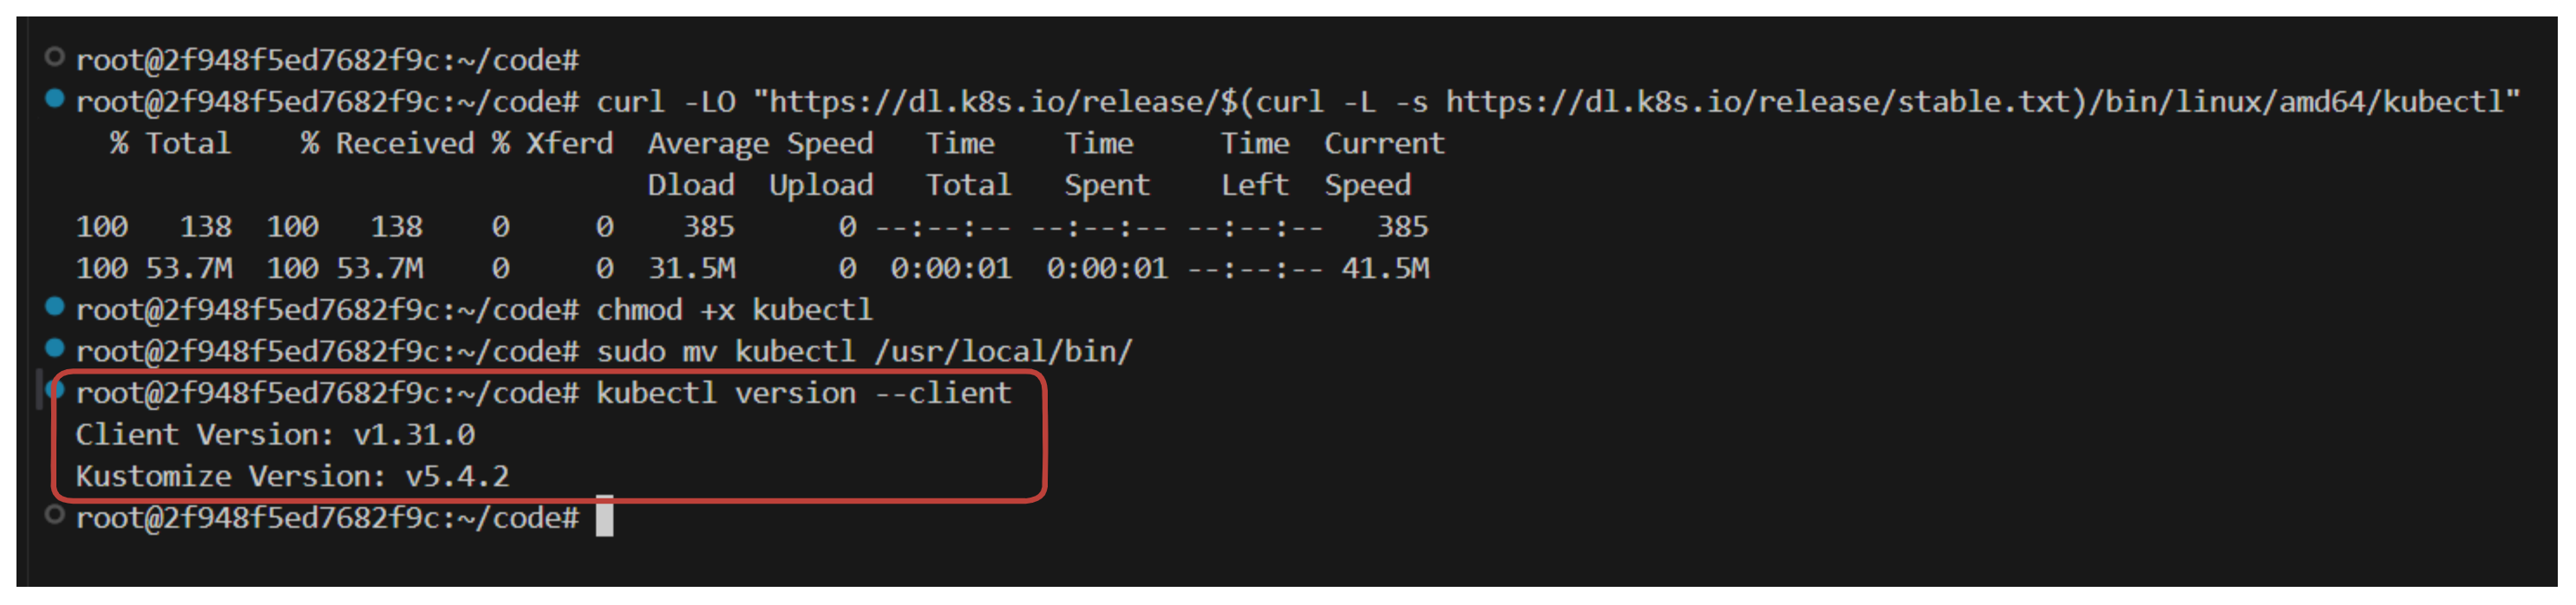 root@2f948f5ed7682f9c:~/code#
root@2f948f5ed7682f9c:~/code# curl -LO "https://dl.k8s.io/release/$(curl -L -s https://dl.k8s.io/release/stable.txt)/bin/linux/amd64/kubectl"
  % Total    % Received % Xferd  Average Speed   Time    Time     Time  Current
                                 Dload  Upload   Total   Spent    Left  Speed
100   138  100   138    0     0    385      0 --:--:-- --:--:-- --:--:--   385
100 53.7M  100 53.7M    0     0  31.5M      0  0:00:01  0:00:01 --:--:-- 41.5M
root@2f948f5ed7682f9c:~/code# chmod +x kubectl
root@2f948f5ed7682f9c:~/code# sudo mv kubectl /usr/local/bin/
root@2f948f5ed7682f9c:~/code# kubectl version --client
Client Version: v1.31.0
Kustomize Version: v5.4.2
root@2f948f5ed7682f9c:~/code#